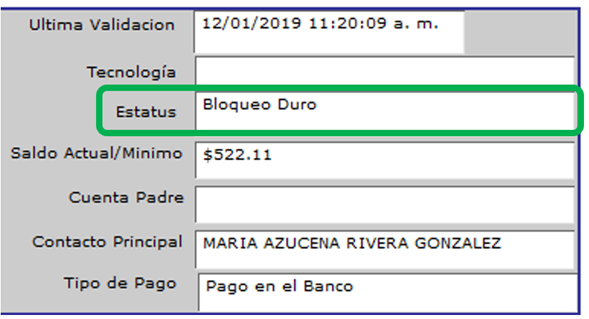 Ultima Validacion 12/01/2019 11:20:09 a. m.
Tecnología
Estatus Bloqueo Duro
Saldo Actual/Minimo $522.11
Cuenta Padre
Contacto Principal MARIA AZUCENA RIVERA GONZALEZ
Tipo de Pago Pago en el Banco